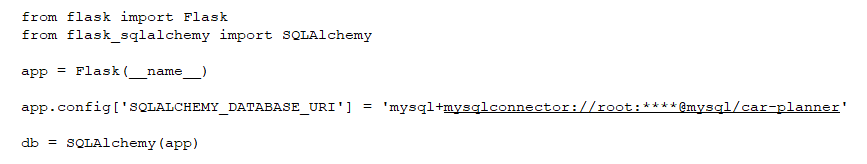 from flask import Flask
from flask_sqlalchemy import SQLAlchemy
app = Flask(__name__)
app.config['SQLALCHEMY_DATABASE_URI'] = 'mysql+mysqlconnector://root:****@mysql/car-planner'
db = SQLAlchemy(app)